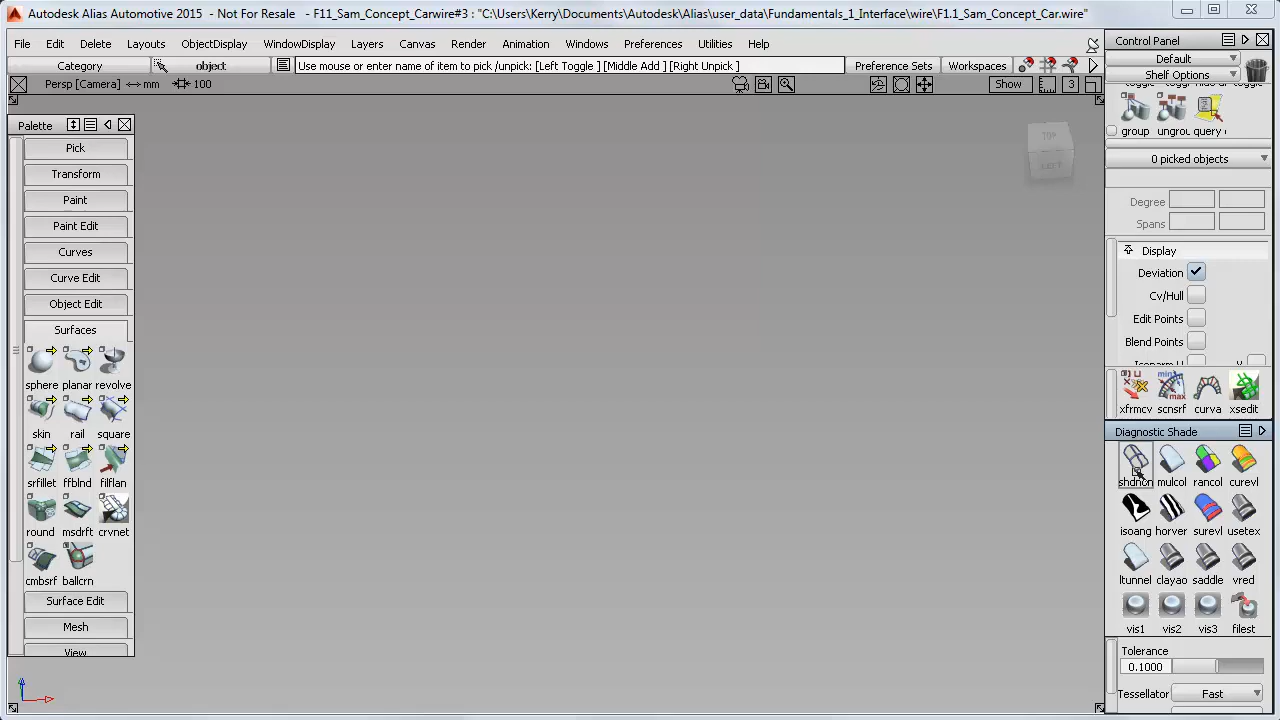 Autodesk Alias Automotive 2015 - Not For Resale - F11_Sam_Concept_Car.wire#3 : "C:\Users\Kerry\Documents\Autodesk\Alias\user_data\Fundamentals_1_Interface\wire\F1.1_Sam_Concept_Car.wire"
File Edit Delete Layouts ObjectDisplay WindowDisplay Layers Canvas Render Animation Windows Preferences Utilities Help
Category object Use mouse or enter name of item to pick /unpick: [Left Toggle ] [Middle Add ] [Right Unpick ] Preference Sets Workspaces
Persp [Camera] <-> mm 100 Show 3
TOP
LEFT
Palette
Pick
Transform
Paint
Paint Edit
Curves
Curve Edit
Object Edit
Surfaces
sphere planar revolve
skin rail square
srfillet ffblnd filflan
round msdrft crvnet
cmbsrf ballcrn
Surface Edit
Mesh
View
Control Panel
Default
Shelf Options
group ungrou query
0 picked objects
Degree
Spans
Display
Deviation
Cv/Hull
Edit Points
Blend Points
xfrmcv scnsrf curva xsedit
Diagnostic Shade
shdnon mulcol rancol curevl
isoang horver surevl usetex
ltunnel clayao saddle vred
vis1 vis2 vis3 filest
Tolerance
0.1000
Tessellator Fast